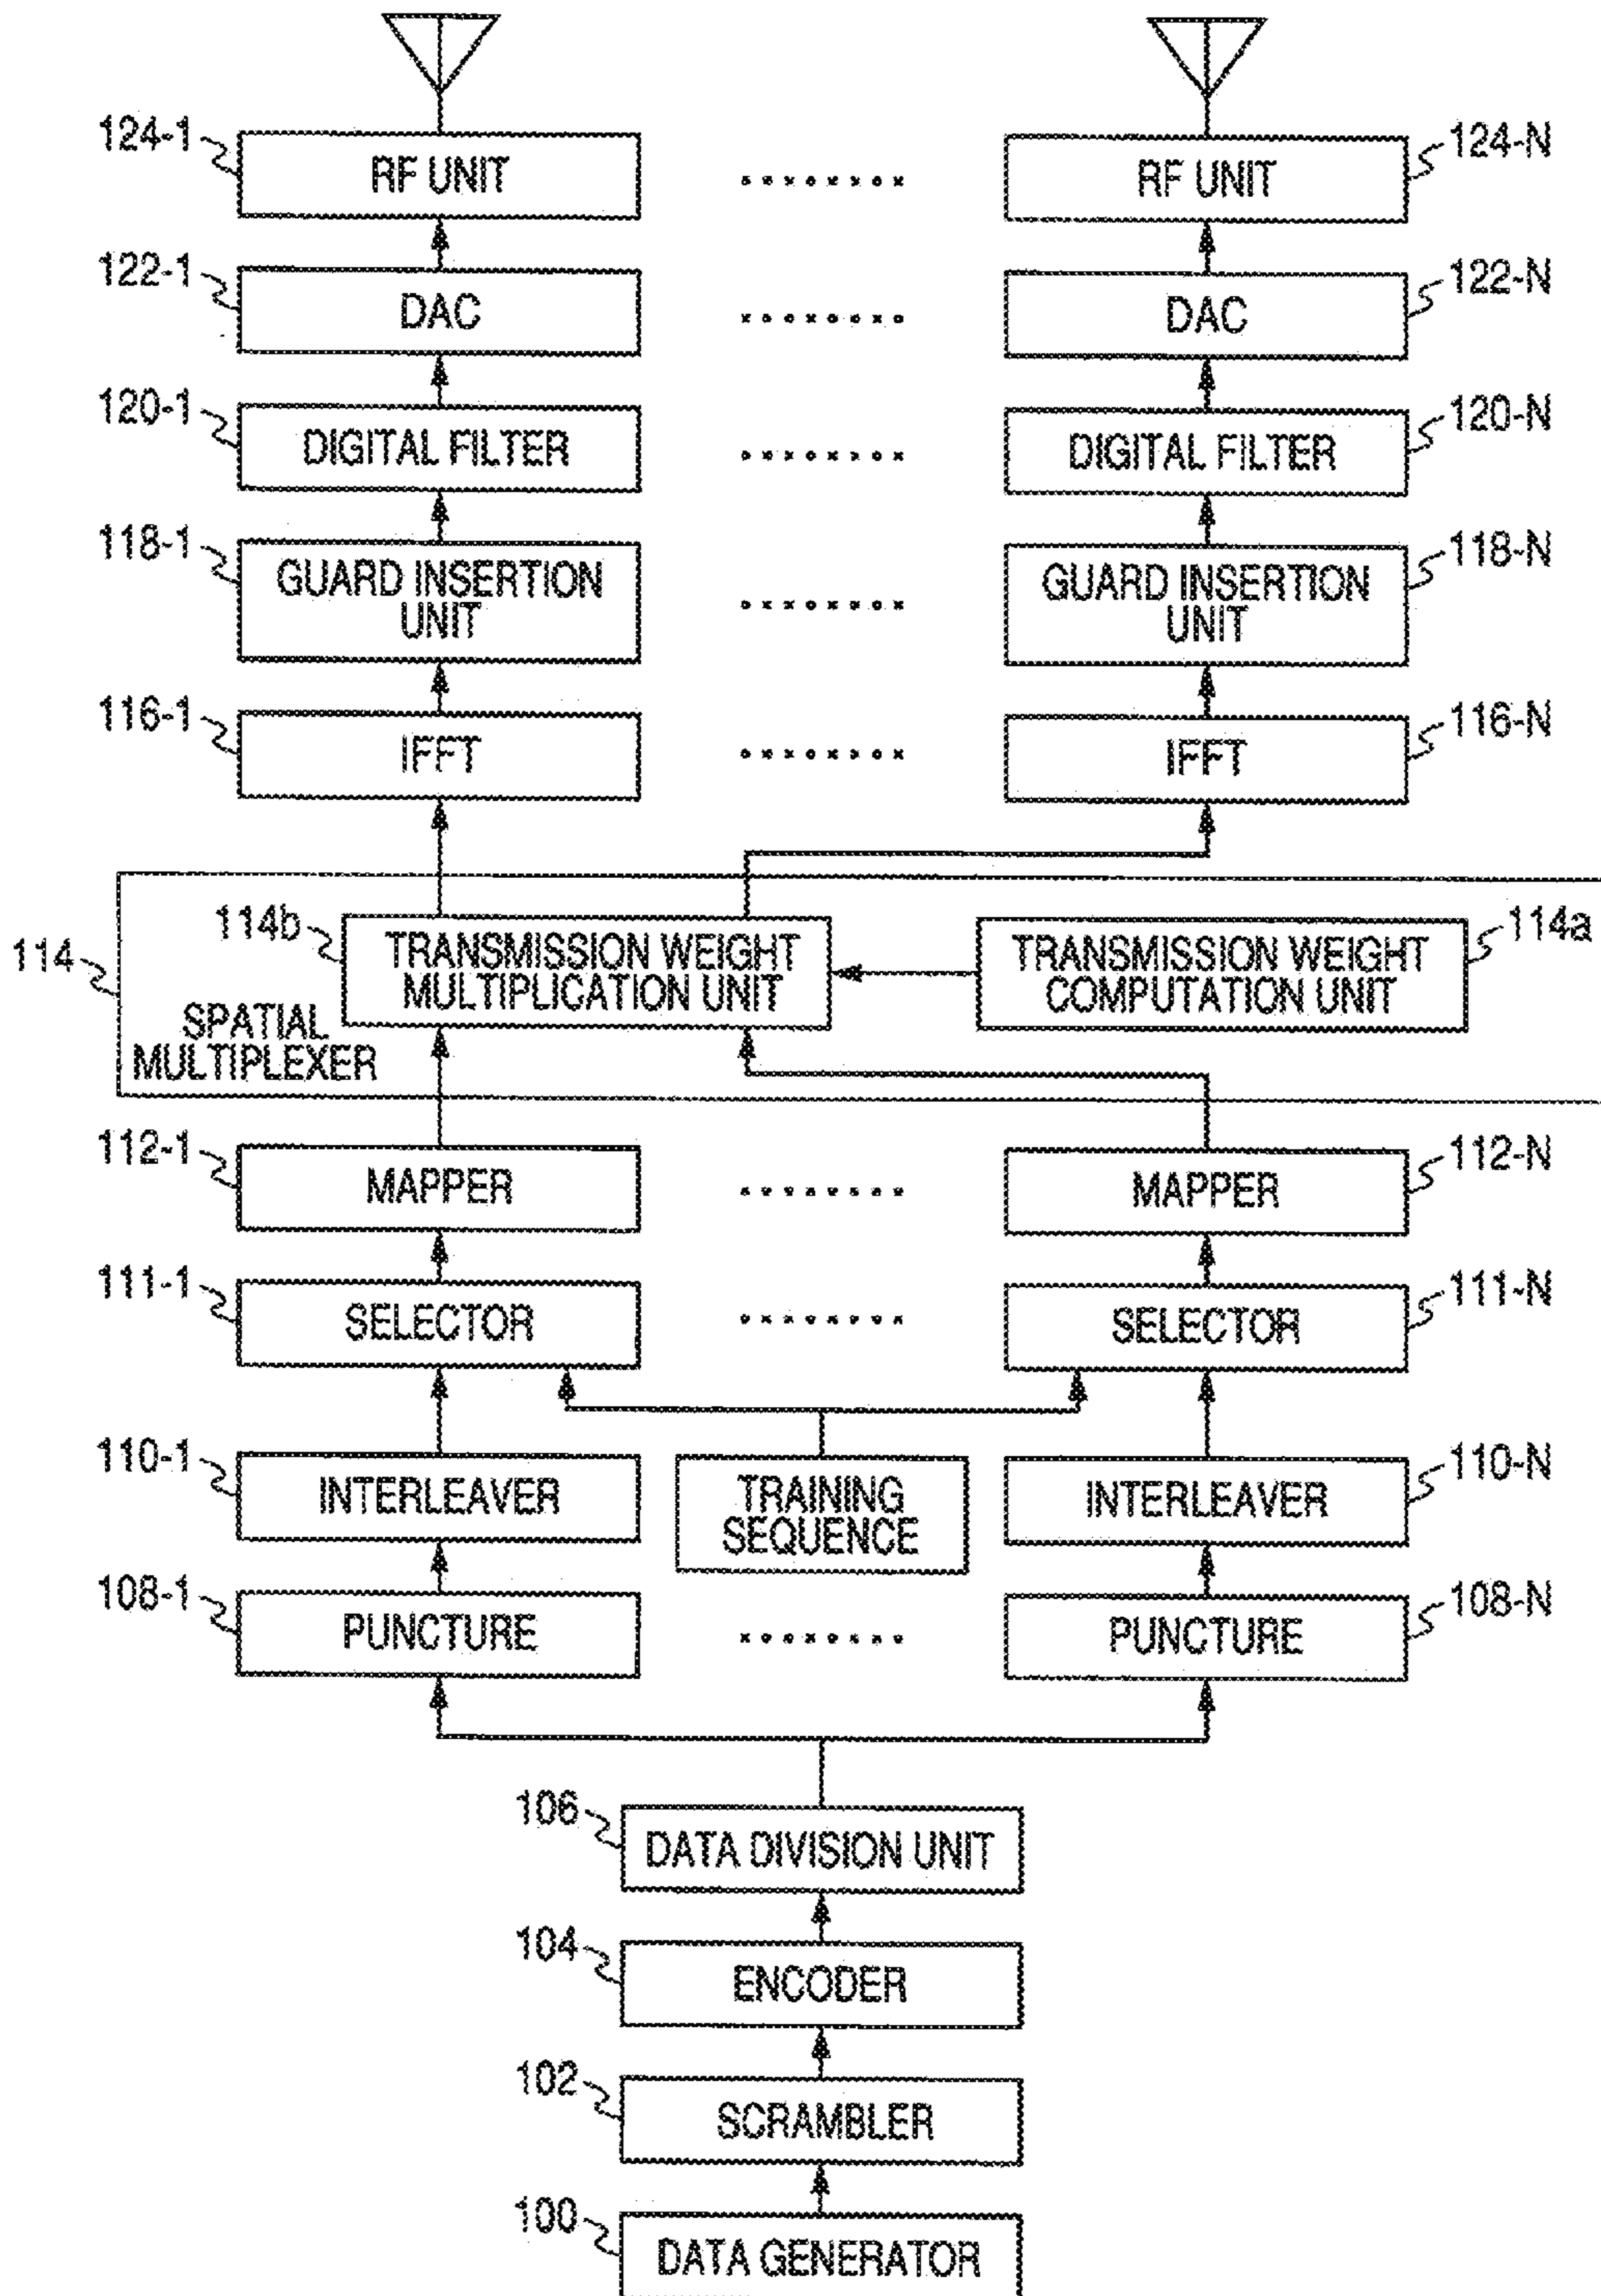 124-1
RF UNIT
RF UNIT
124-N
122-1
DAC
DAC
122-N
120-1
DIGITAL FILTER
DIGITAL FILTER
120-N
118-1
GUARD INSERTION
UNIT
GUARD INSERTION
UNIT
118-N
116-1
IFFT
IFFT
116-N
114
SPATIAL
MULTIPLEXER
114b
TRANSMISSION WEIGHT
MULTIPLICATION UNIT
TRANSMISSION WEIGHT
COMPUTATION UNIT
114a
112-1
MAPPER
MAPPER
112-N
111-1
SELECTOR
SELECTOR
111-N
110-1
INTERLEAVER
TRAINING
SEQUENCE
INTERLEAVER
110-N
108-1
PUNCTURE
PUNCTURE
108-N
106
DATA DIVISION UNIT
104
ENCODER
102
SCRAMBLER
100
DATA GENERATOR